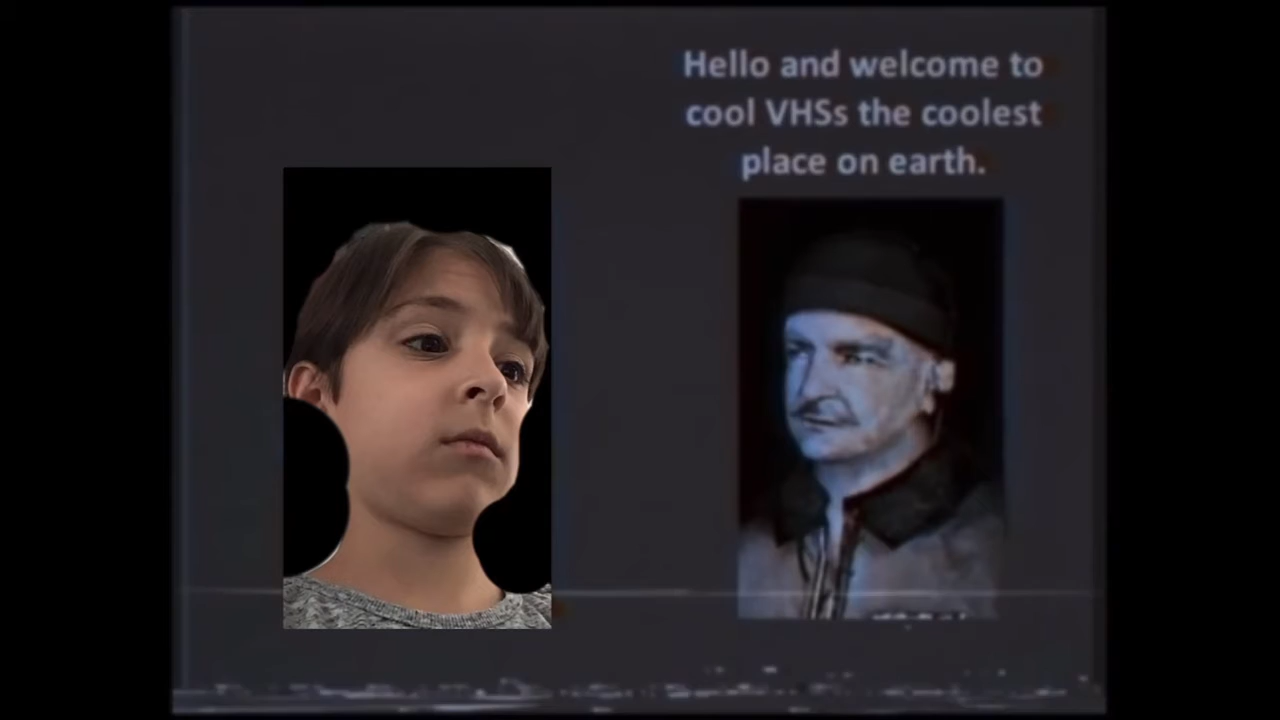 Hello and welcome to
cool VHSs the coolest
place on earth.